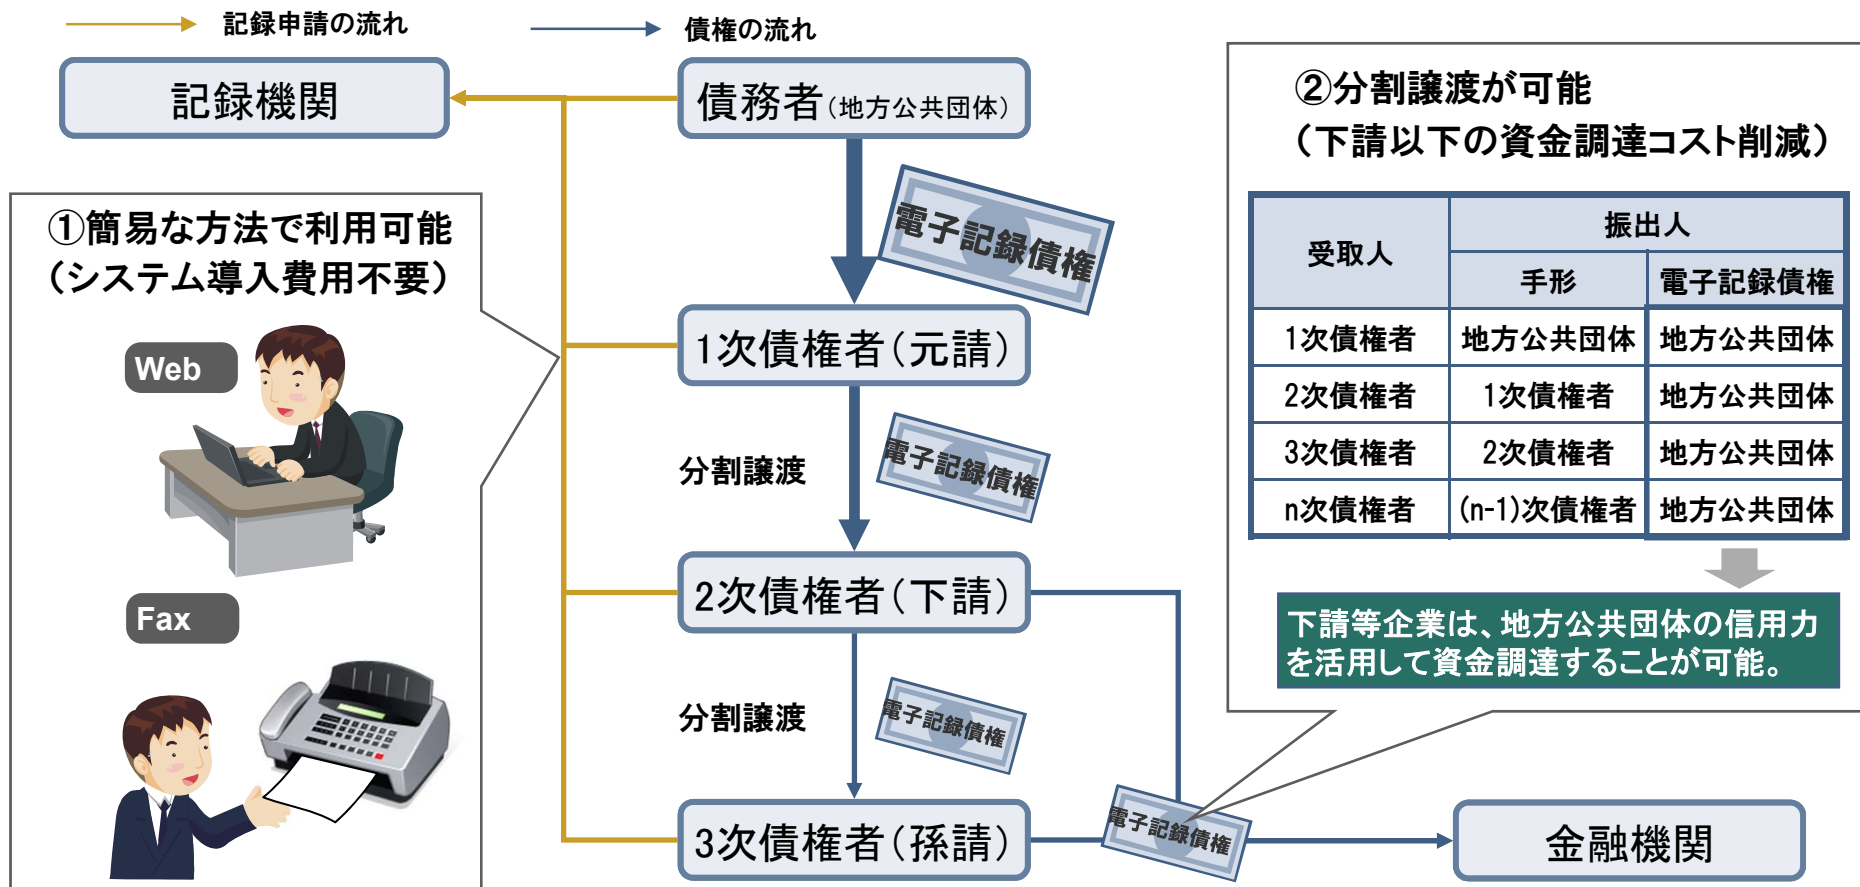 記録申請の流れ
債権の流れ
記録機関
債務者(地方公共団体)
電子記録債権
1次債権者(元請)
分割譲渡
電子記録債権
2次債権者(下請)
分割譲渡
電子記録債権
3次債権者(孫請)
電子記録債権
金融機関
①簡易な方法で利用可能
(システム導入費用不要)
Web
Fax
②分割譲渡が可能
(下請以下の資金調達コスト削減)
受取人 振出人
手形 電子記録債権
1次債権者 地方公共団体 地方公共団体
2次債権者 1次債権者 地方公共団体
3次債権者 2次債権者 地方公共団体
n次債権者 (n-1)次債権者 地方公共団体
下請等企業は、地方公共団体の信用力
を活用して資金調達することが可能。